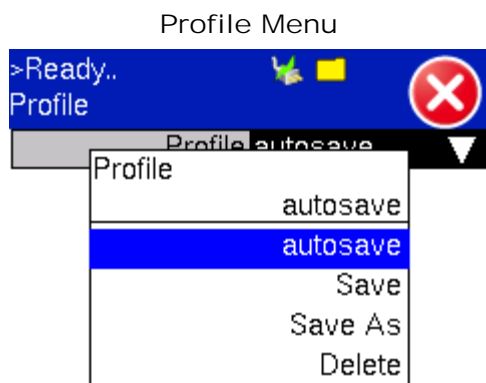 Profile Menu
>Ready..
Profile
Profile autosave
Profile
autosave
autosave
Save
Save As
Delete